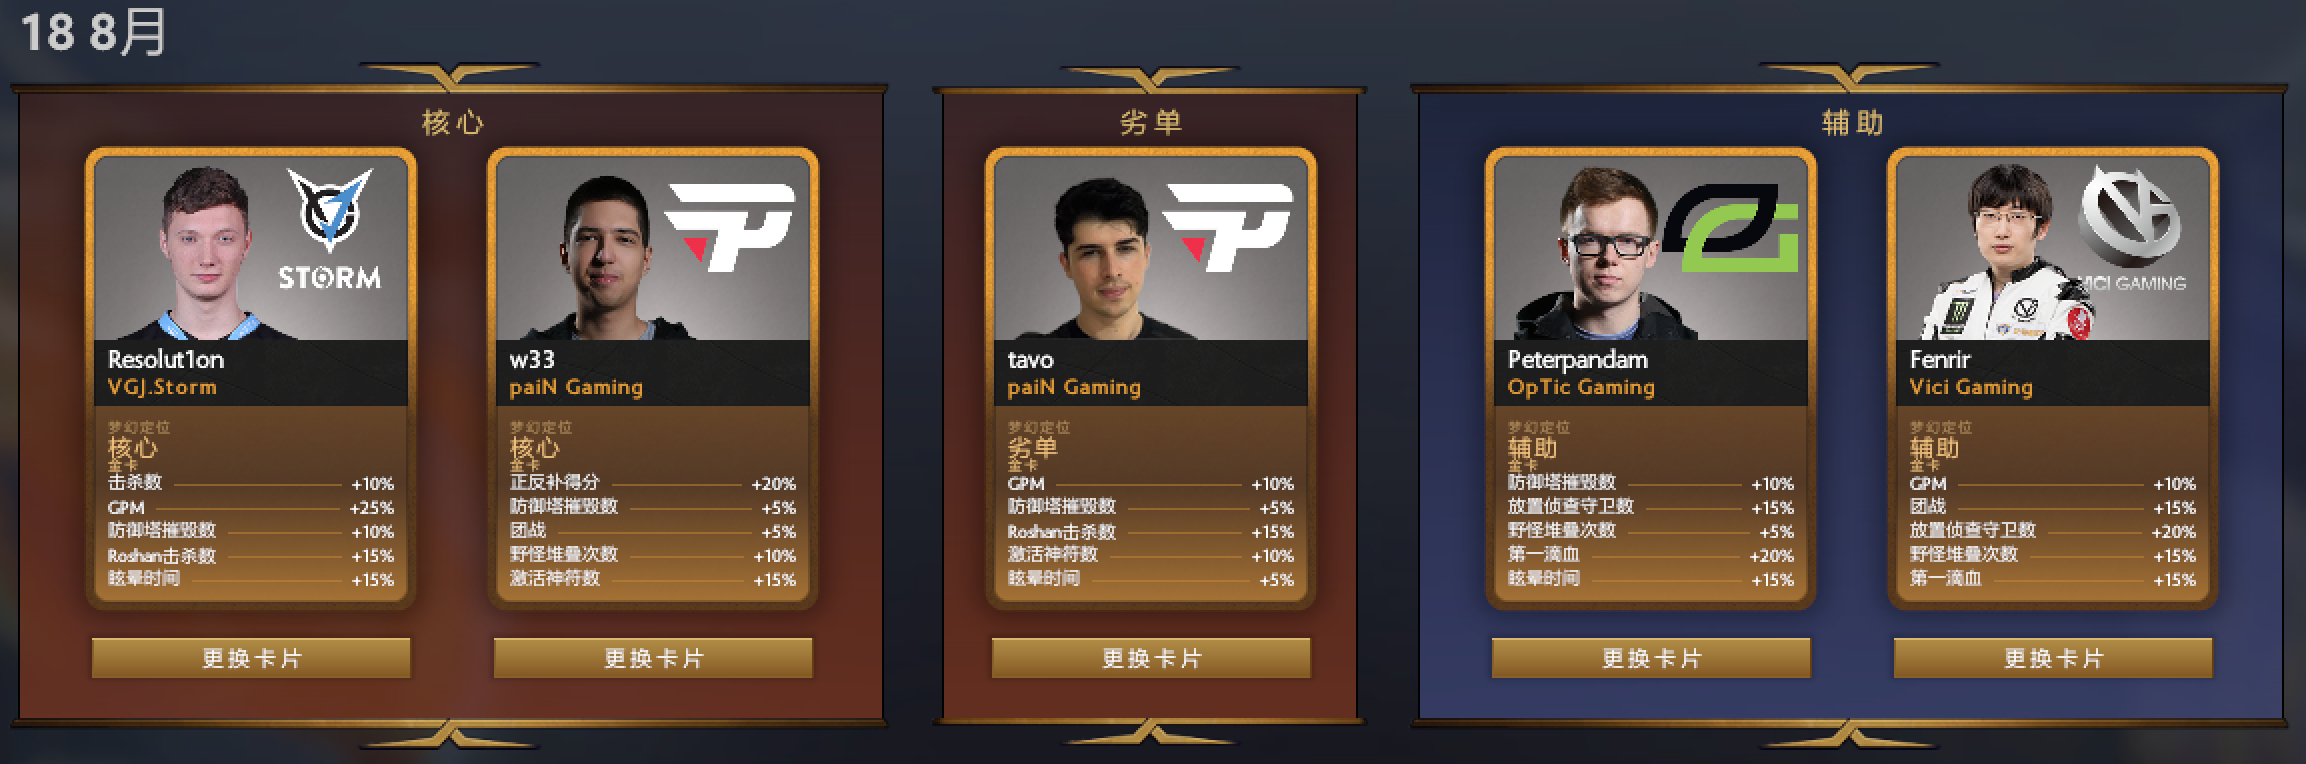 18 8月
核心
STORM
Resolut1on
VGJ.Storm
梦幻定位
核心
金卡
击杀数 +10%
GPM +25%
防御塔摧毁数 +10%
Roshan击杀数 +15%
眩晕时间 +15%
更换卡片
w33
paiN Gaming
梦幻定位
核心
金卡
正反补得分 +20%
防御塔摧毁数 +5%
团战 +5%
野怪堆叠次数 +10%
激活神符数 +15%
更换卡片
劣单
tavo
paiN Gaming
梦幻定位
劣单
金卡
GPM +10%
防御塔摧毁数 +5%
Roshan击杀数 +15%
激活神符数 +10%
眩晕时间 +5%
更换卡片
辅助
Peterpandam
OpTic Gaming
梦幻定位
辅助
金卡
防御塔摧毁数 +10%
放置侦查守卫数 +15%
野怪堆叠次数 +5%
第一滴血 +20%
眩晕时间 +15%
更换卡片
VICI GAMING
Fenrir
Vici Gaming
梦幻定位
辅助
金卡
GPM +10%
团战 +15%
放置侦查守卫数 +20%
野怪堆叠次数 +15%
第一滴血 +15%
更换卡片